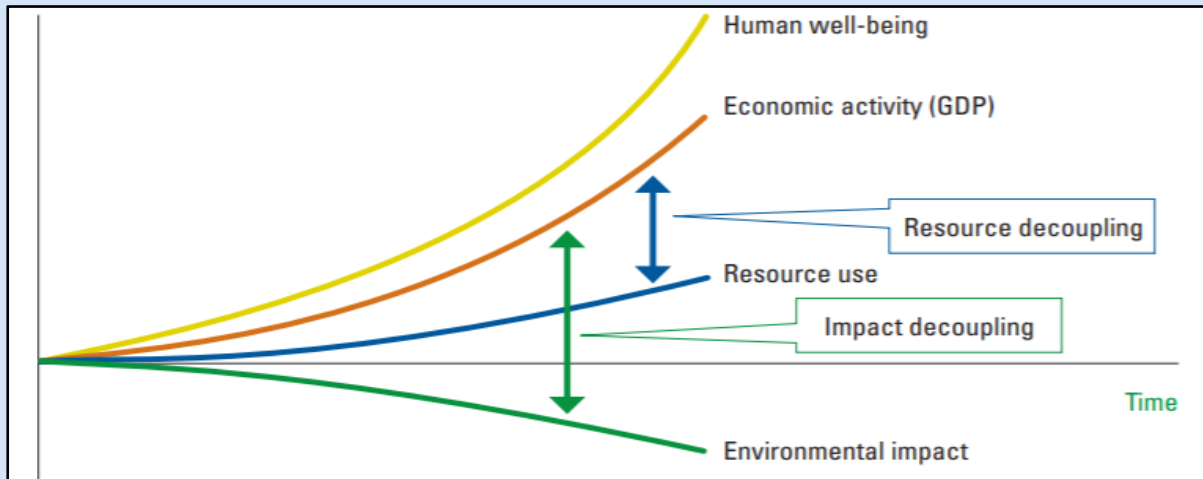 Human well-being
Economic activity (GDP)
Resource decoupling
Resource use
Impact decoupling
Time
Environmental impact